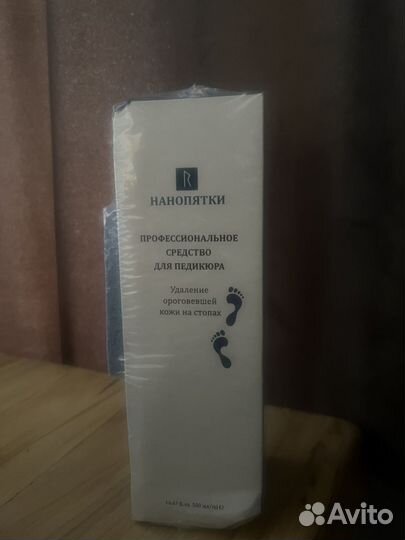 R
НАНОПЯТКИ
ПРОФЕССИОНАЛЬНОЕ
СРЕДСТВО
ДЛЯ ПЕДИКЮРА
Удаление
ороговевшей
кожи на стопах
Avito